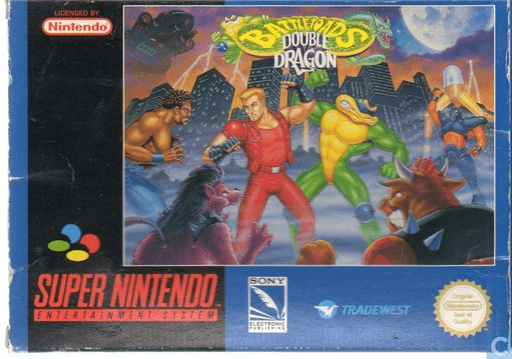 LICENSED BY
Nintendo
BATTLETOADS
DOUBLE
DRAGON
SUPER NINTENDO
ENTERTAINMENT SYSTEM
SONY
ELECTRONIC
PUBLISHING
TRADEWEST
Original
Nintendo
Seal of
Quality
C